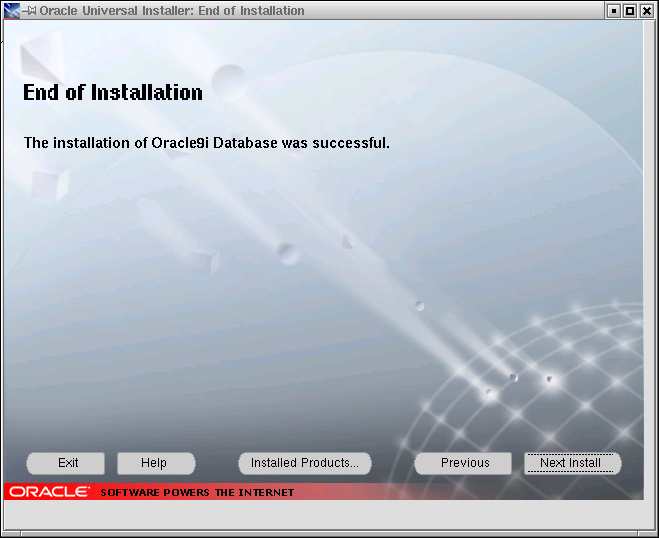 Oracle Universal Installer: End of Installation
End of Installation
The installation of Oracle9i Database was successful.
Exit
Help
Installed Products...
Previous
Next Install
ORACLE SOFTWARE POWERS THE INTERNET